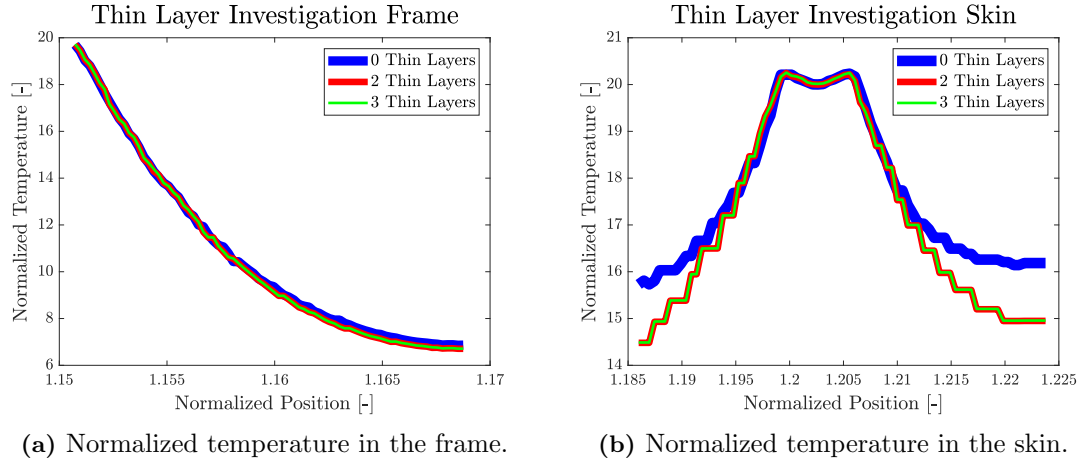 Thin Layer Investigation Frame
20
18
16
14
12
10
8
6
Normalized Temperature [-]
0 Thin Layers
2 Thin Layers
3 Thin Layers
1.15
1.155
1.16
1.165
1.17
Normalized Position [-]
(a) Normalized temperature in the frame.
Thin Layer Investigation Skin
21
20
19
18
17
16
15
14
Normalized Temperature [-]
0 Thin Layers
2 Thin Layers
3 Thin Layers
1.185
1.19
1.195
1.2
1.205
1.21
1.215
1.22
1.225
Normalized Position [-]
(b) Normalized temperature in the skin.